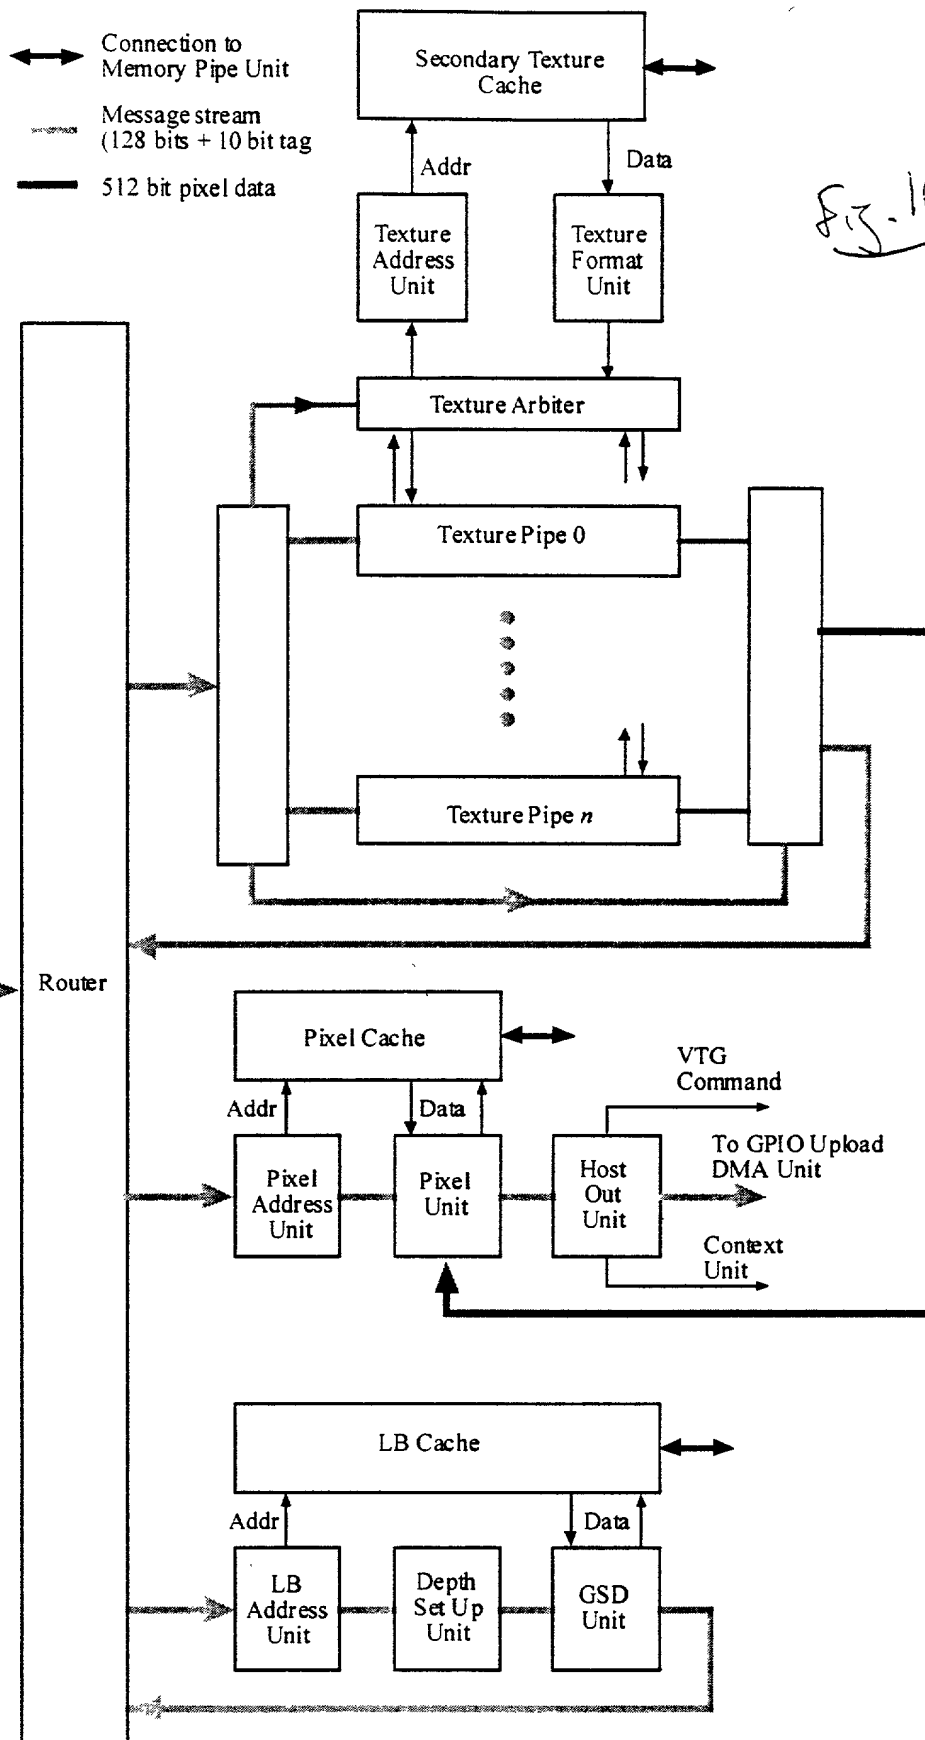 Connection to
Memory Pipe Unit
Message stream
(128 bits + 10 bit tag
512 bit pixel data
Secondary Texture
Cache
Addr
Data
Texture
Address
Unit
Texture
Format
Unit
Fig. 1
Texture Arbiter
Texture Pipe 0
Texture Pipe n
Router
Pixel Cache
Addr
Data
VTG
Command
Pixel
Address
Unit
Pixel
Unit
Host
Out
Unit
To GPIO Upload
DMA Unit
Context
Unit
LB Cache
Addr
Data
LB
Address
Unit
Depth
Set Up
Unit
GSD
Unit